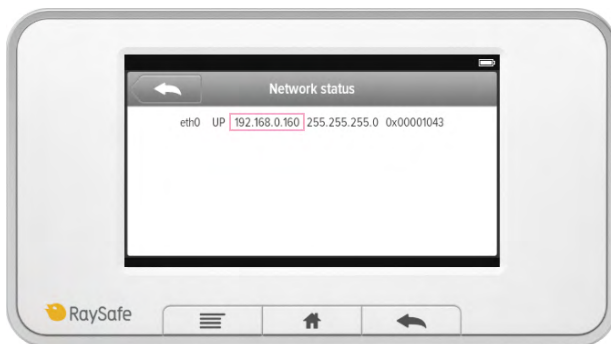 Network status
eth0 UP 192.168.0.160 255.255.255.0 0x00001043
RaySafe